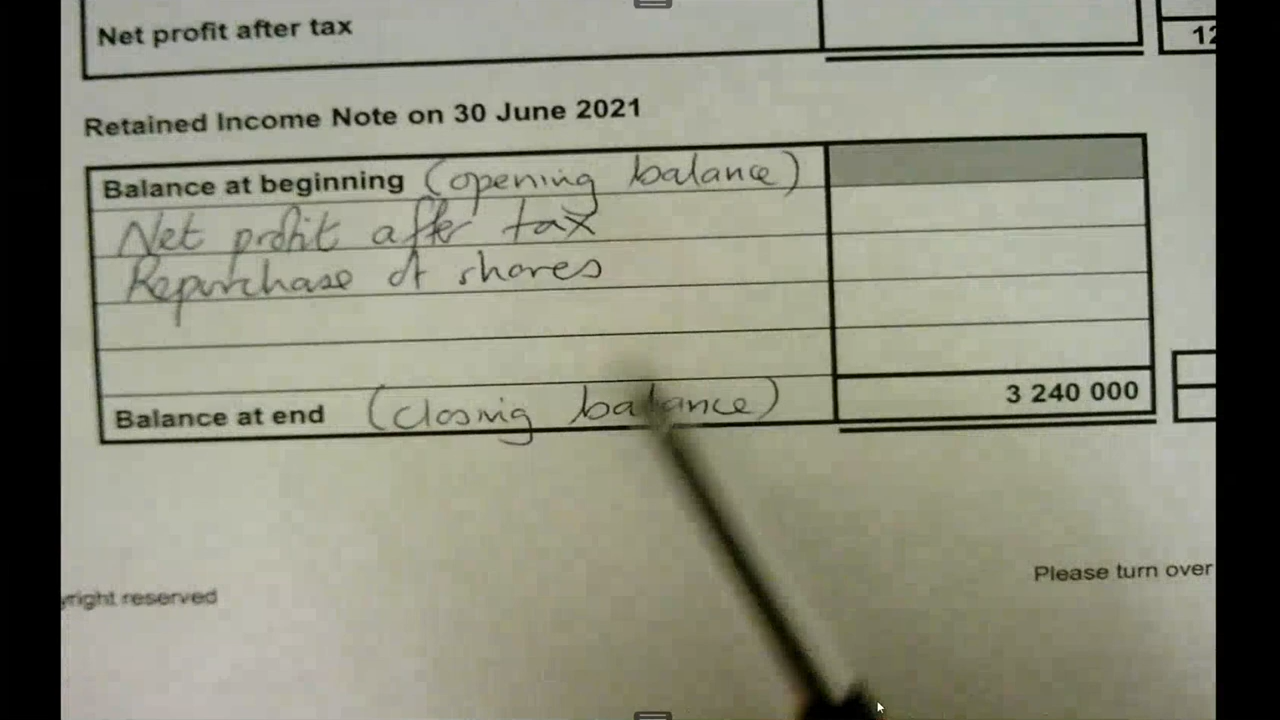 Net profit after tax
12
Retained Income Note on 30 June 2021
Balance at beginning (opening balance)
Net profit after tax
Repurchase of shares
Balance at end (closing balance) 3 240 000
Please turn over
yright reserved